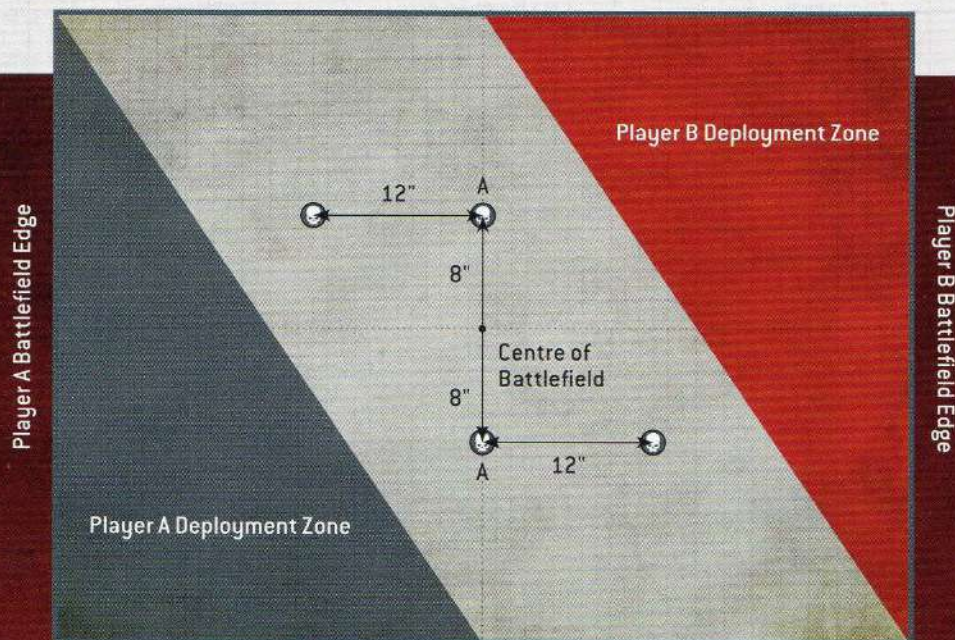 Player B Deployment Zone
12"
A
8"
Centre of
Battlefield
8"
12"
A
Player A Deployment Zone
Player A Battlefield Edge
Player B Battlefield Edge